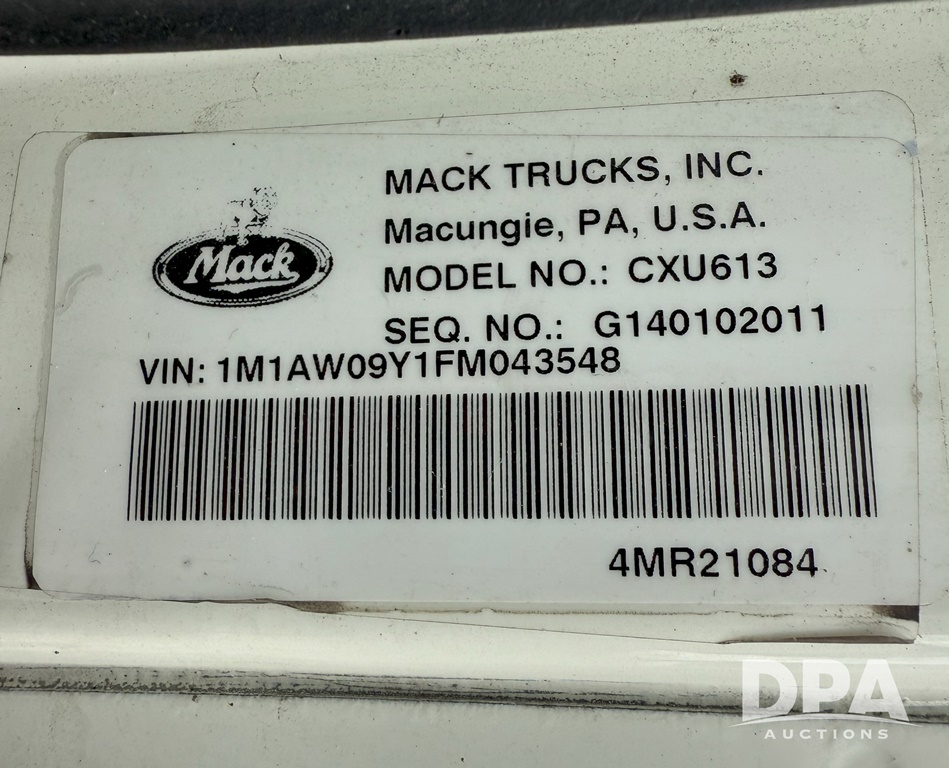 Mack
MACK TRUCKS, INC.
Macungie, PA, U.S.A.
MODEL NO.: CXU613
SEQ. NO.: G140102011
VIN: 1M1AW09Y1FM043548
4MR21084
DPA
AUCTIONS